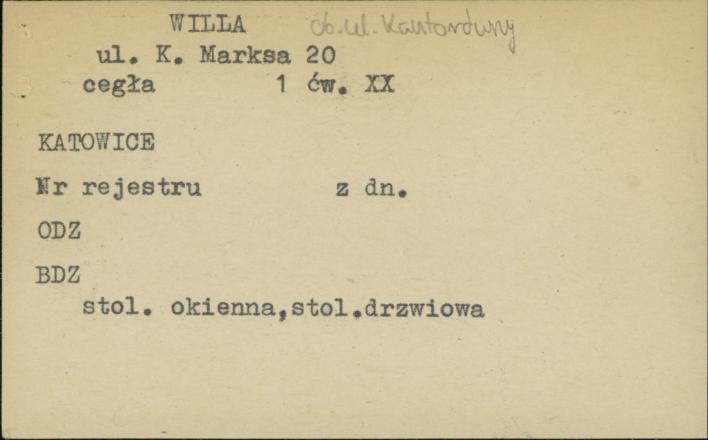 WILLA ob. ul. Kantorówny
ul. K. Marksa 20
cegła 1 ćw. XX
KATOWICE
Nr rejestru z dn.
ODZ
BDZ
stol. okienna,stol.drzwiowa